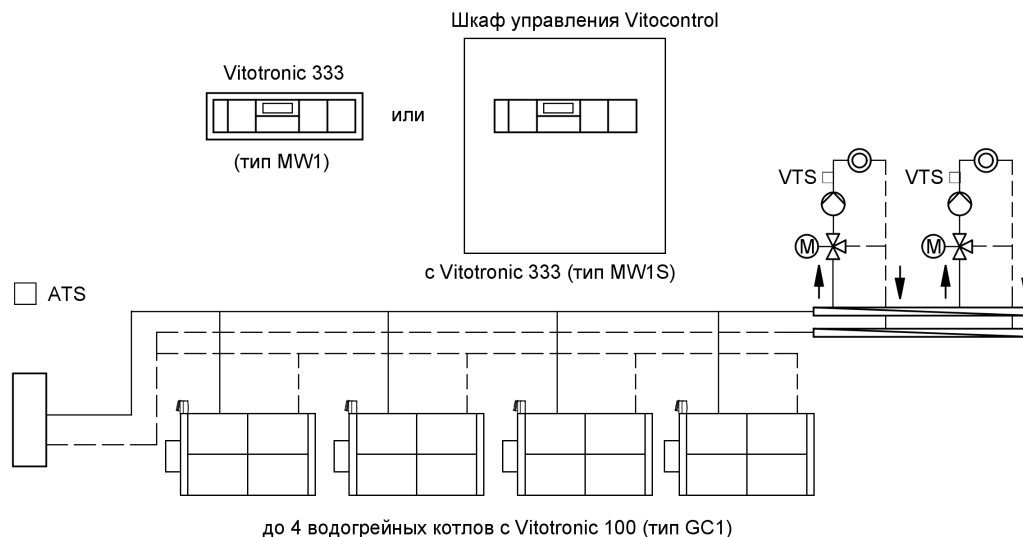 Шкаф управления Vitocontrol
Vitotronic 333
или
(тип MW1)
VTS
VTS
M
M
с Vitotronic 333 (тип MW1S)
ATS
до 4 водогрейных котлов с Vitotronic 100 (тип GC1)